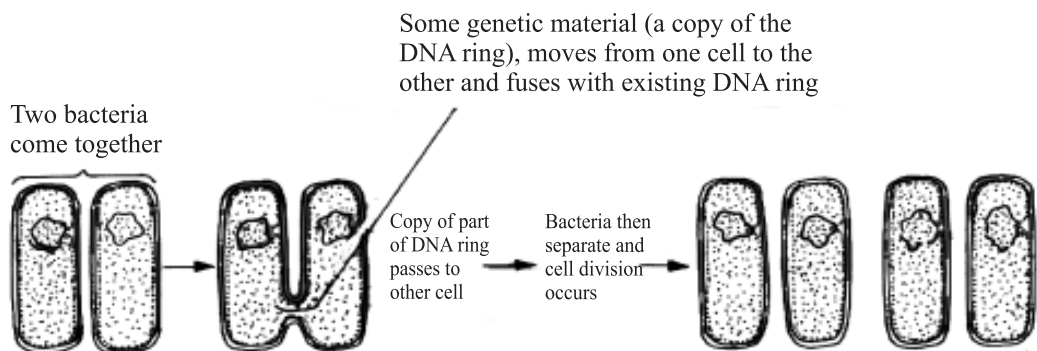 Some genetic material (a copy of the
DNA ring), moves from one cell to the
other and fuses with existing DNA ring
Two bacteria
come together
Copy of part
of DNA ring
passes to
other cell
Bacteria then
separate and
cell division
occurs